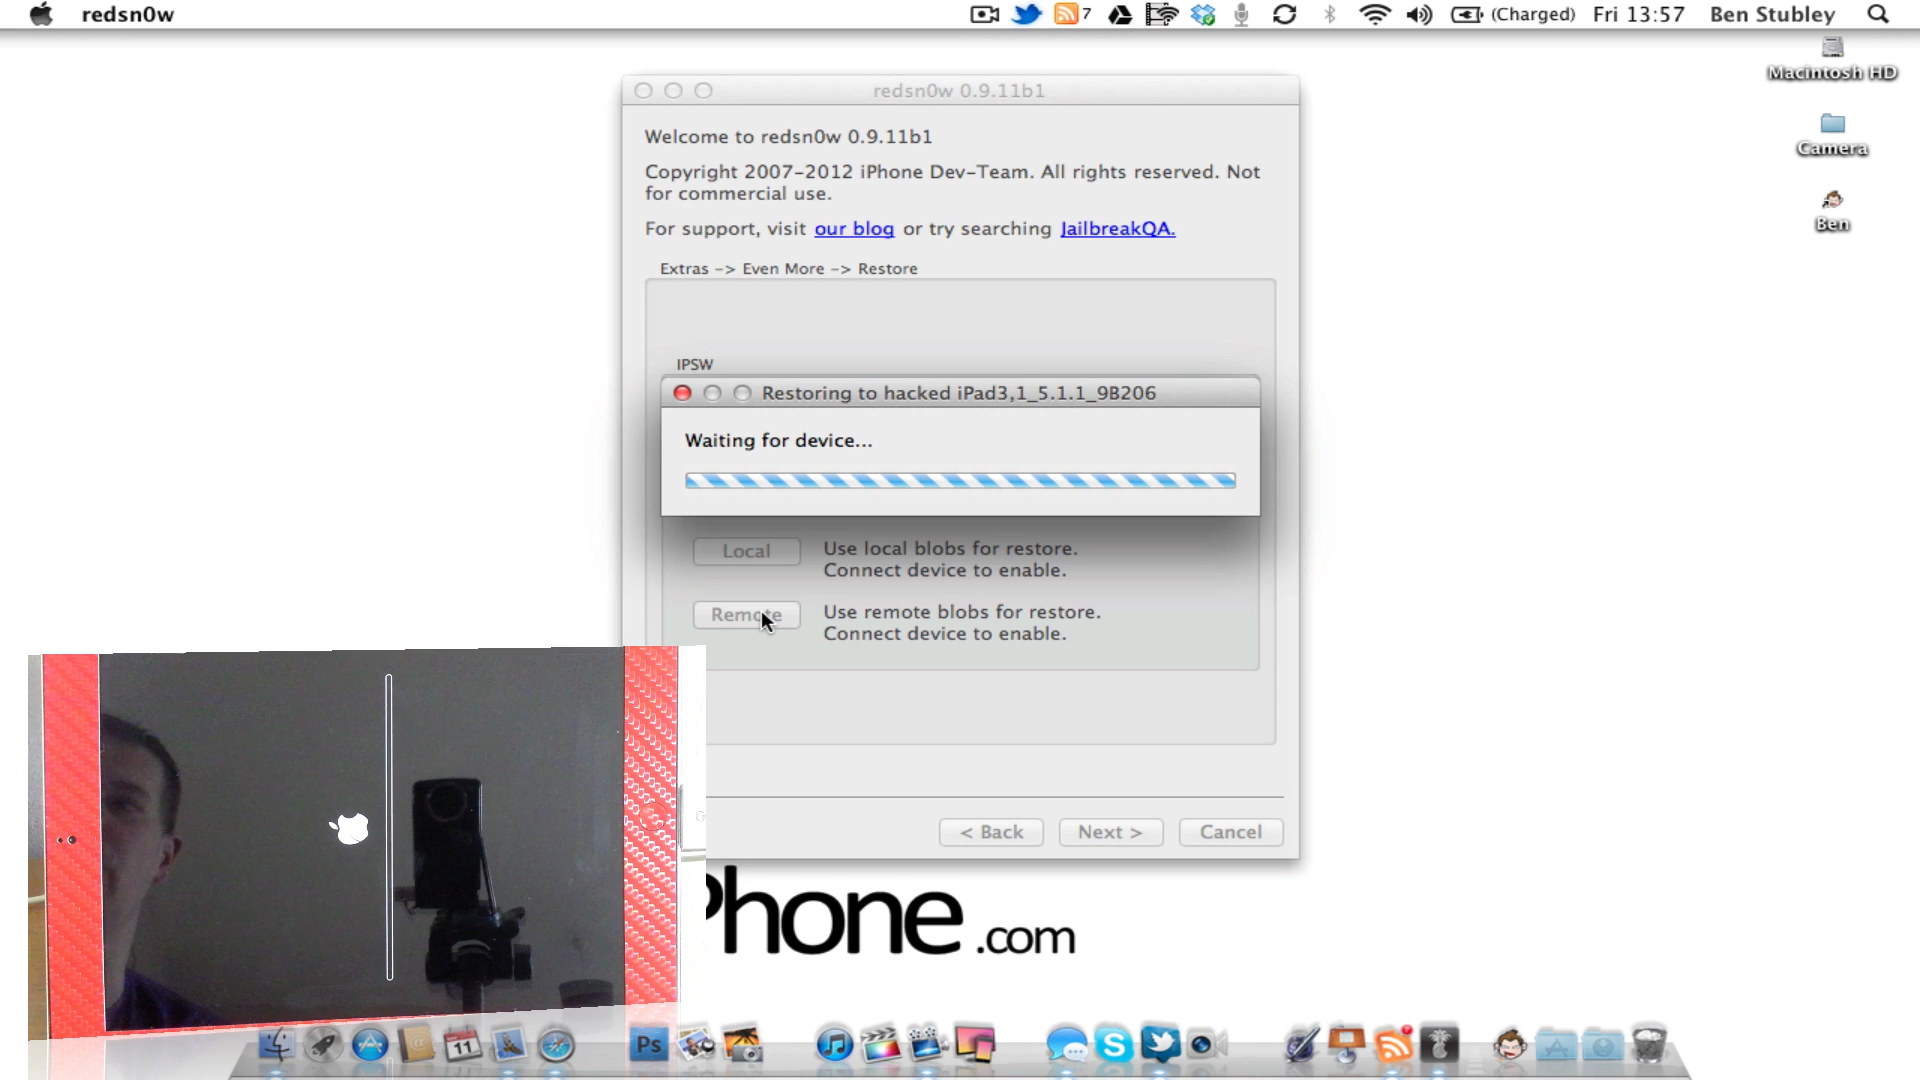 redsn0w
7
(Charged)
Fri 13:57
Ben Stubley
Macintosh HD
Camera
Ben
redsn0w 0.9.11b1
Welcome to redsn0w 0.9.11b1
Copyright 2007-2012 iPhone Dev-Team. All rights reserved. Not
for commercial use.
For support, visit our blog or try searching JailbreakQA.
Extras -> Even More -> Restore
IPSW
Restoring to hacked iPad3,1_5.1.1_9B206
Waiting for device...
Local
Use local blobs for restore.
Connect device to enable.
Remote
Use remote blobs for restore.
Connect device to enable.
< Back
Next >
Cancel
Phone.com
11
Ps